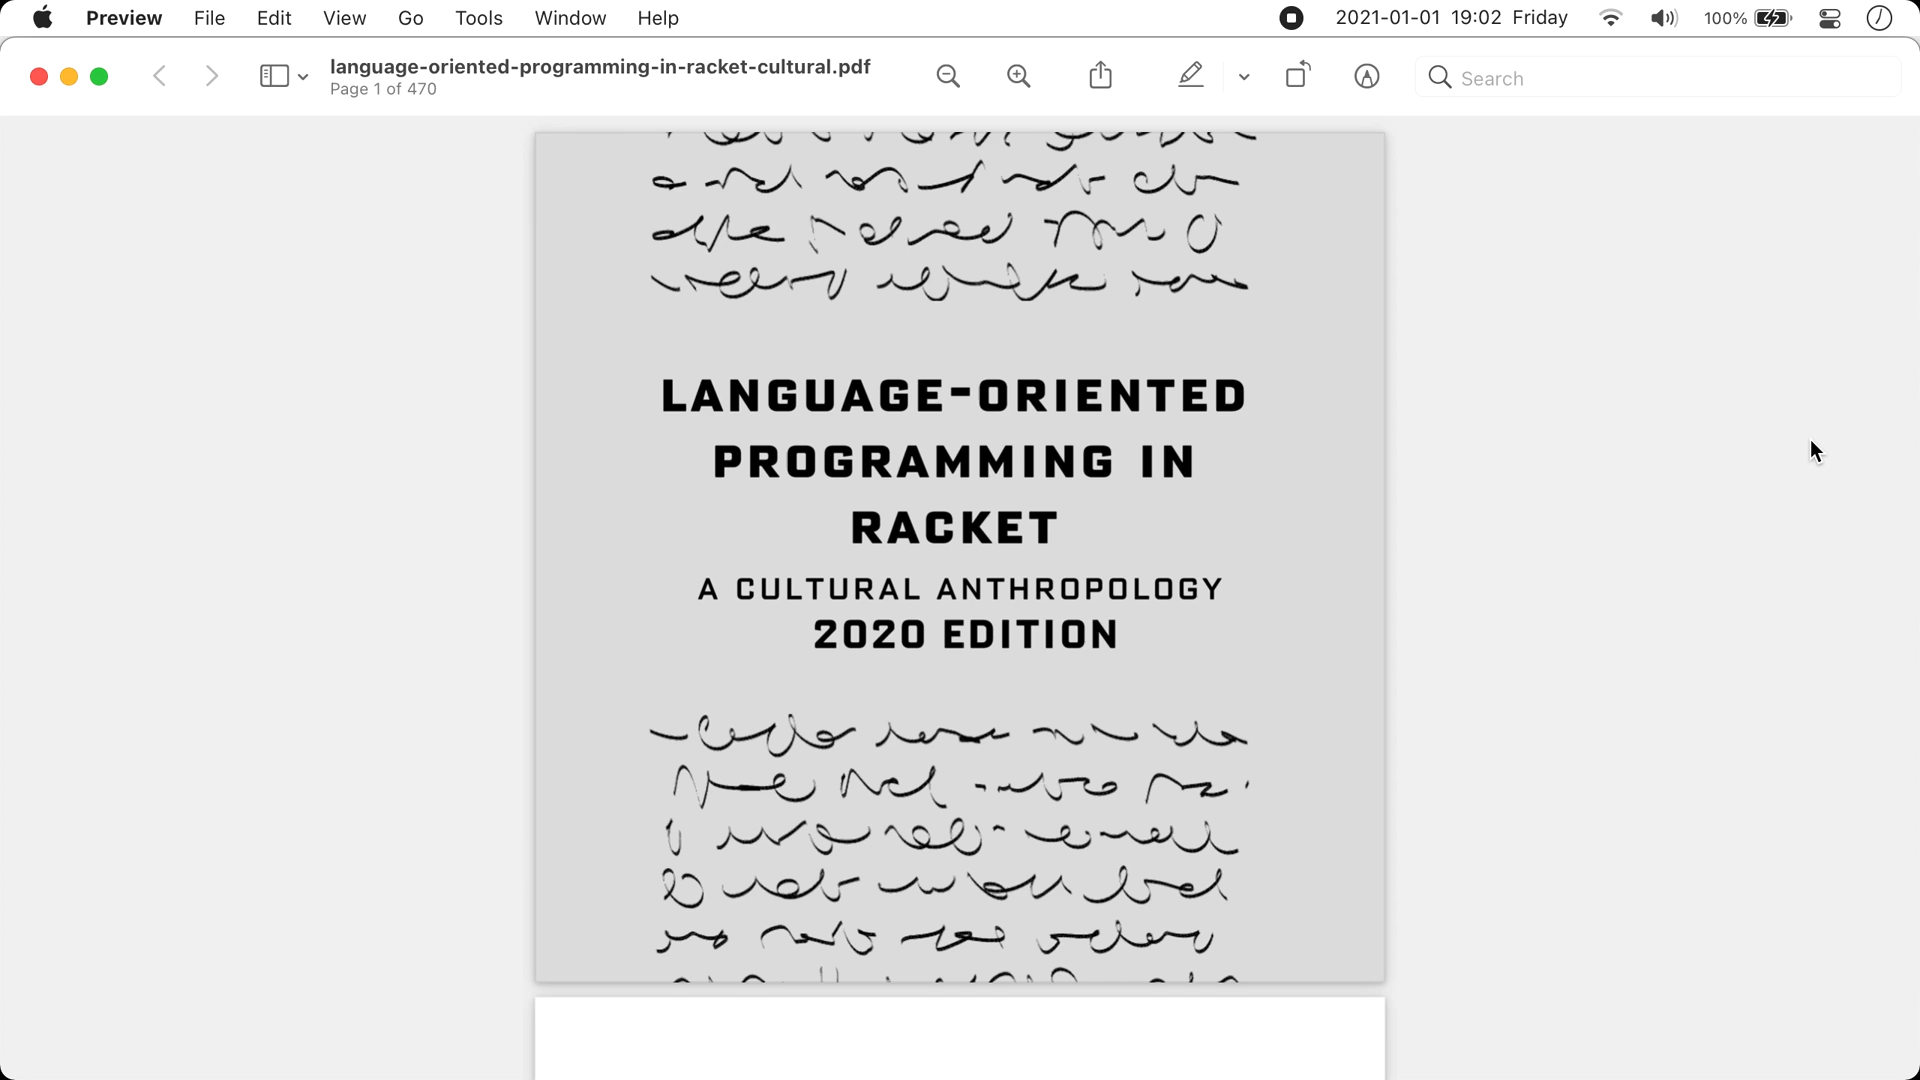 Preview File Edit View Go Tools Window Help 2021-01-01 19:02 Friday 100%
language-oriented-programming-in-racket-cultural.pdf
Page 1 of 470
Search
LANGUAGE-ORIENTED
PROGRAMMING IN
RACKET
A CULTURAL ANTHROPOLOGY
2020 EDITION